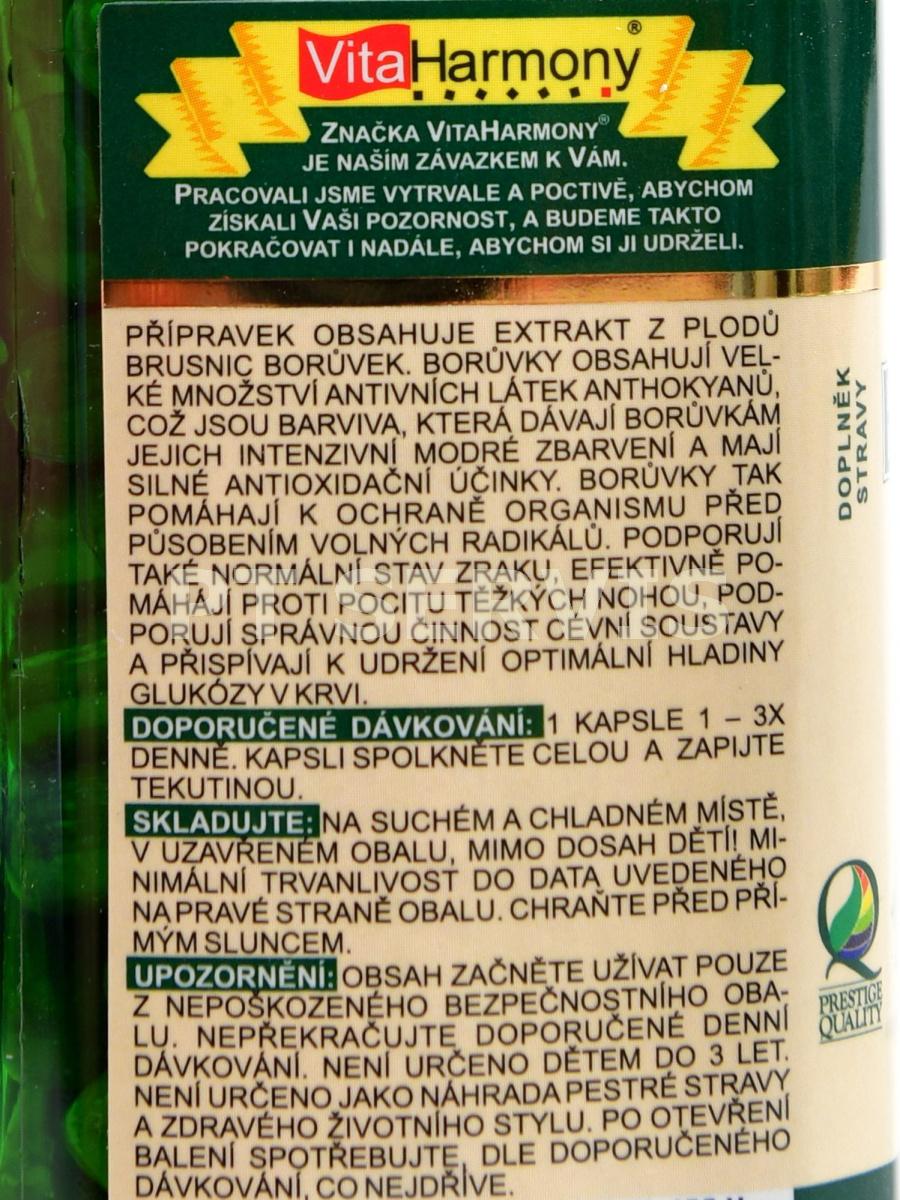 VitaHarmony®
ZNAČKA VITAHARMONY®
JE NAŠÍM ZÁVAZKEM K VÁM.
PRACOVALI JSME VYTRVALE A POCTIVĚ, ABYCHOM
ZÍSKALI VAŠI POZORNOST, A BUDEME TAKTO
POKRAČOVAT I NADÁLE, ABYCHOM SI JI UDRŽELI.
PŘÍPRAVEK OBSAHUJE EXTRAKT Z PLODŮ
BRUSNIC BORŮVEK. BORŮVKY OBSAHUJÍ VEL-
KÉ MNOŽSTVÍ ANTIVNÍCH LÁTEK ANTHOKYANŮ,
COŽ JSOU BARVIVA, KTERÁ DÁVAJÍ BORŮVKÁM
JEJICH INTENZIVNÍ MODRÉ ZBARVENÍ A MAJÍ
SILNÉ ANTIOXIDAČNÍ ÚČINKY. BORŮVKY TAK
POMÁHAJÍ K OCHRANĚ ORGANISMU PŘED
PŮSOBENÍM VOLNÝCH RADIKÁLŮ. PODPORUJÍ
TAKÉ NORMÁLNÍ STAV ZRAKU, EFEKTIVNĚ PO-
MÁHÁJÍ PROTI POCITU TĚŽKÝCH NOHOU, POD-
PORUJÍ SPRÁVNOU ČINNOST CÉVNÍ SOUSTAVY
A PŘISPÍVAJÍ K UDRŽENÍ OPTIMÁLNÍ HLADINY
GLUKÓZY V KRVI.
DOPORUČENÉ DÁVKOVÁNÍ: 1 KAPSLE 1 – 3X
DENNĚ. KAPSLI SPOLKNĚTE CELOU A ZAPIJTE
TEKUTINOU.
SKLADUJTE: NA SUCHÉM A CHLADNÉM MÍSTĚ,
V UZAVŘENÉM OBALU, MIMO DOSAH DĚTÍ! MI-
NIMÁLNÍ TRVANLIVOST DO DATA UVEDENÉHO
NA PRAVÉ STRANĚ OBALU. CHRAŇTE PŘED PŘÍ-
MÝM SLUNCEM.
UPOZORNĚNÍ: OBSAH ZAČNĚTE UŽÍVAT POUZE
Z NEPOŠKOZENÉHO BEZPEČNOSTNÍHO OBA-
LU. NEPŘEKRAČUJTE DOPORUČENÉ DENNÍ
DÁVKOVÁNÍ. NENÍ URČENO DĚTEM DO 3 LET.
NENÍ URČENO JAKO NÁHRADA PESTRÉ STRAVY
A ZDRAVÉHO ŽIVOTNÍHO STYLU. PO OTEVŘENÍ
BALENÍ SPOTŘEBUJTE, DLE DOPORUČENÉHO
DÁVKOVÁNÍ, CO NEJDŘÍVE.
DOPLNĚK
STRAVY
PRESTIGE
QUALITY